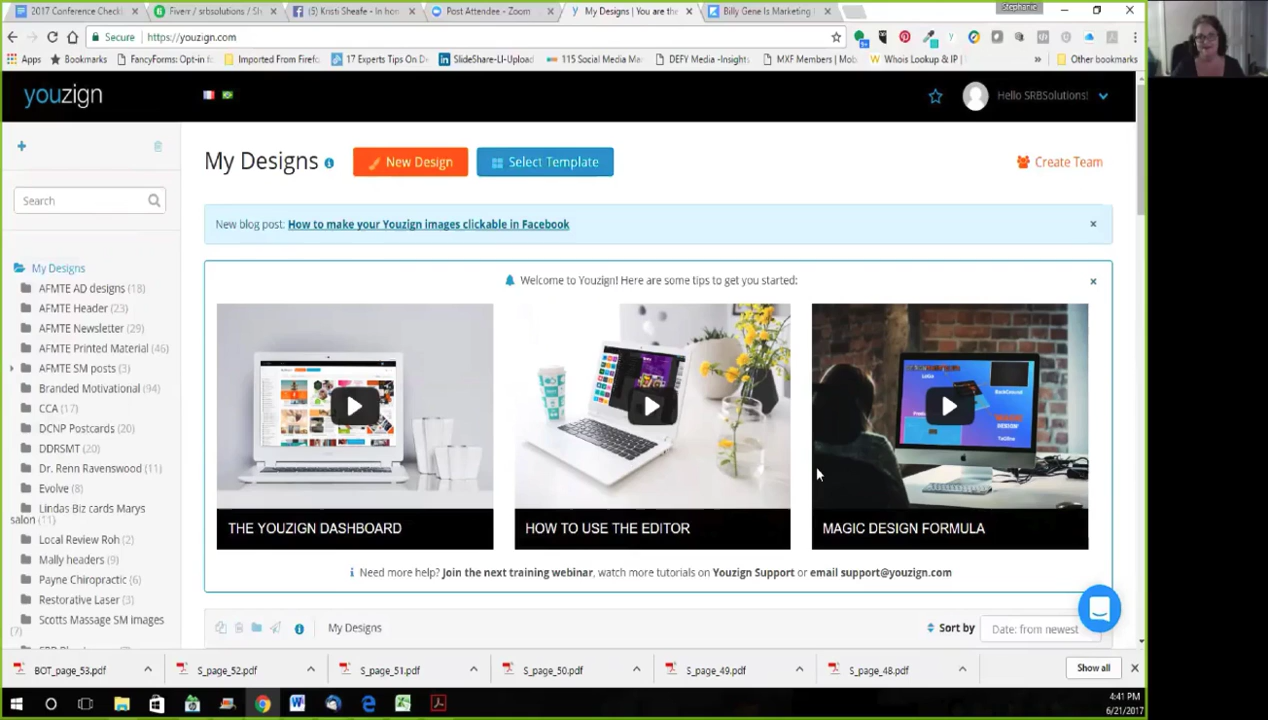 2017 Conference Check
Fiverr / srbsolutions / Sh
(5) Kristi Sheafe - In ho
Post Attendee - Zoom
My Designs | You are the
Billy Gene Is Marketing
Stephanie
Secure
https://youzign.com
Apps
Bookmarks
FancyForms: Opt-in f
Imported From Firefo
17 Experts Tips On D
SlideShare-LI-Upload
115 Social Media Ma
DEFY Media -Insights
MXF Members | Mob
Whois Lookup & IP |
Other bookmarks
youzign
Hello SRBSolutions!
My Designs
New Design
Select Template
Create Team
Search
New blog post: How to make your Youzign images clickable in Facebook
Welcome to Youzign! Here are some tips to get you started:
My Designs
AFMTE AD designs (18)
AFMTE Header (23)
AFMTE Newsletter (29)
AFMTE Printed Material (46)
AFMTE SM posts (3)
Branded Motivational (94)
CCA (17)
DCNP Postcards (20)
DDRSMT (20)
Dr. Renn Ravenswood (11)
Evolve (8)
Lindas Biz cards Marys
salon (11)
Local Review Roh (2)
Mally headers (9)
Payne Chiropractic (6)
Restorative Laser (3)
Scotts Massage SM images
(7)
THE YOUZIGN DASHBOARD
HOW TO USE THE EDITOR
MAGIC DESIGN FORMULA
Need more help? Join the next training webinar, watch more tutorials on Youzign Support or email support@youzign.com
My Designs
Sort by
Date: from newest
BOT_page_53.pdf
S_page_52.pdf
S_page_51.pdf
S_page_50.pdf
S_page_49.pdf
S_page_48.pdf
Show all
4:41 PM
6/21/2017